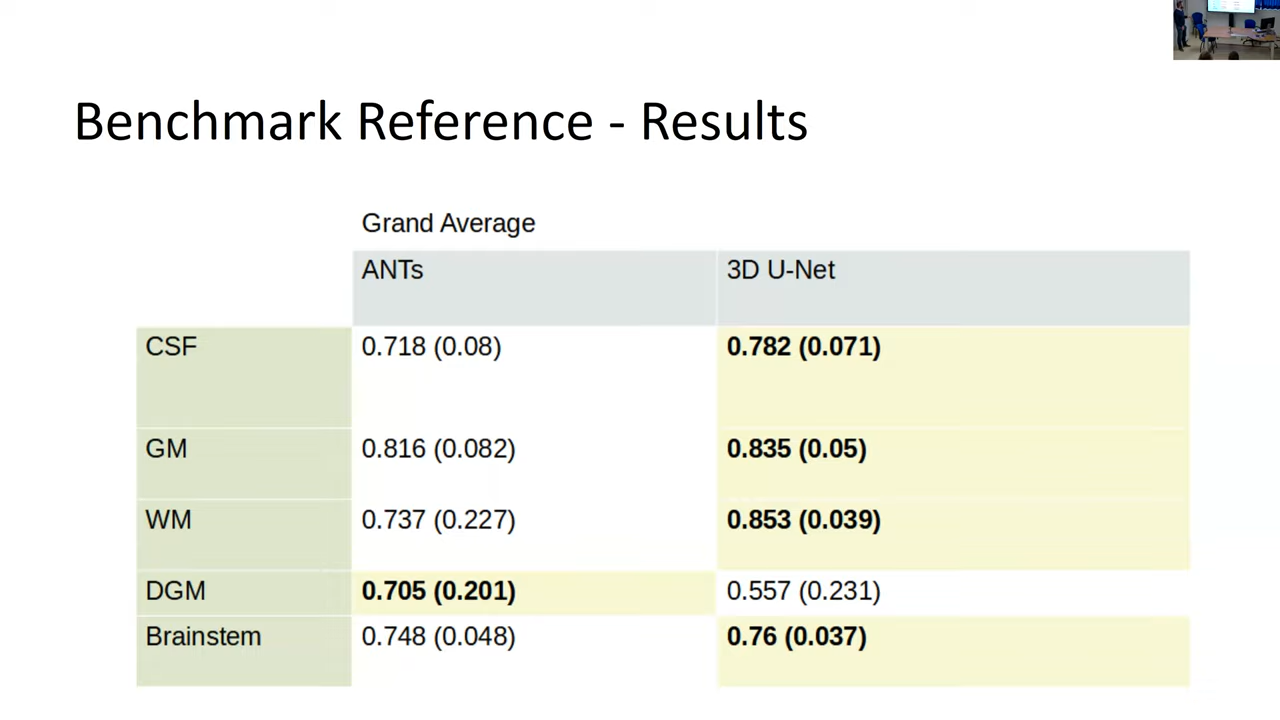 Benchmark Reference - Results
Grand Average
ANTs 3D U-Net
CSF 0.718 (0.08) 0.782 (0.071)
GM 0.816 (0.082) 0.835 (0.05)
WM 0.737 (0.227) 0.853 (0.039)
DGM 0.705 (0.201) 0.557 (0.231)
Brainstem 0.748 (0.048) 0.76 (0.037)